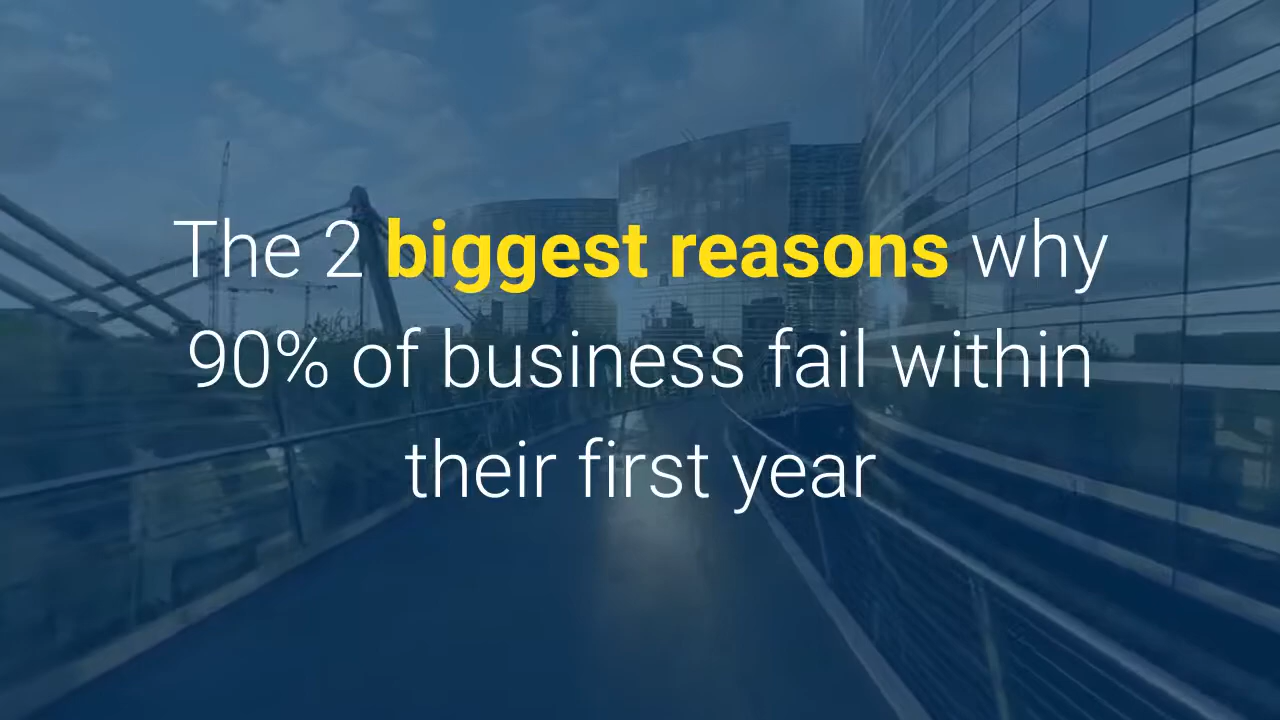 The 2 biggest reasons why
90% of business fail within
their first year